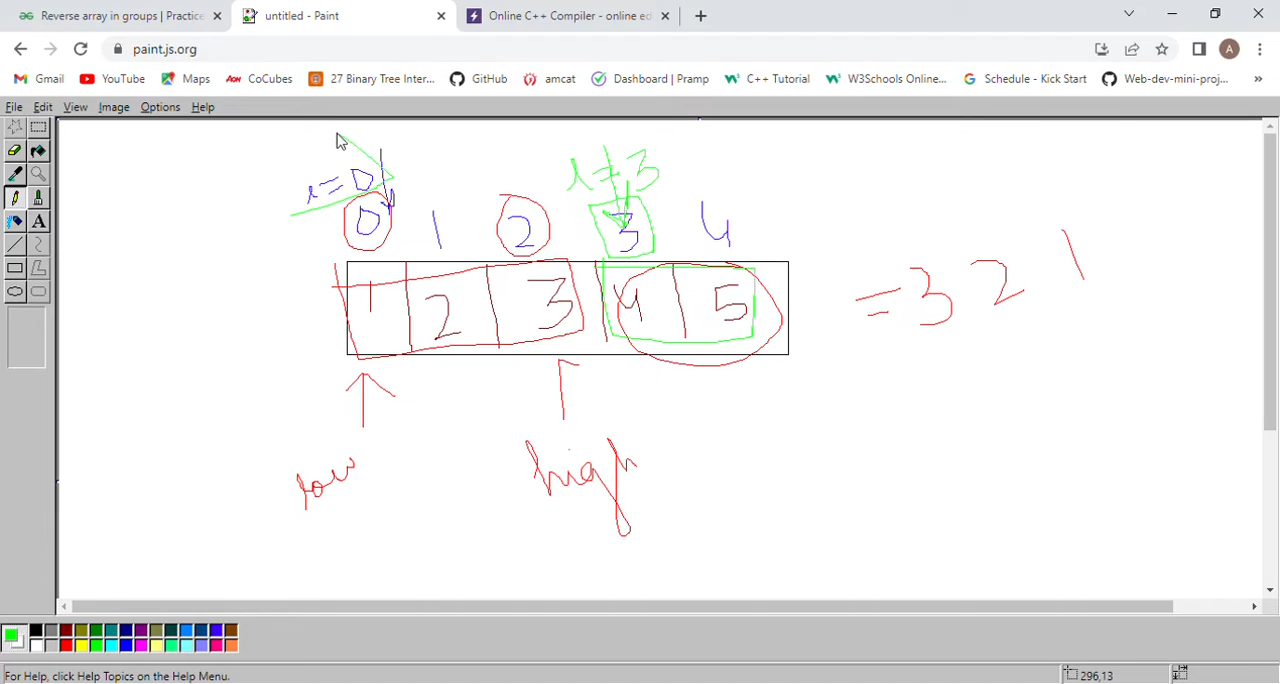 Reverse array in groups | Practice
untitled - Paint
Online C++ Compiler - online edi
paint.js.org
A
Gmail
YouTube
Maps
CoCubes
27 Binary Tree Inter...
GitHub
amcat
Dashboard | Pramp
C++ Tutorial
W3Schools Onlin...
Schedule - Kick Start
Web-dev-mini-proj...
»
File Edit View Image Options Help
i=0 i=3
0 1 2 3 4
1 2 3 4 5 = 3 2 1
low high
For Help, click Help Topics on the Help Menu.
296,13